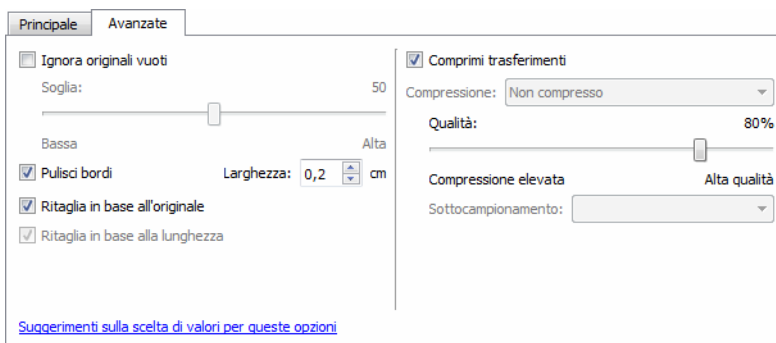 Principale Avanzate
Ignora originali vuoti
Soglia: 50
Bassa Alta
Pulisci bordi Larghezza: 0,2 cm
Ritaglia in base all'originale
Ritaglia in base alla lunghezza
Suggerimenti sulla scelta di valori per queste opzioni
Comprimi trasferimenti
Compressione: Non compresso
Qualità: 80%
Compressione elevata Alta qualità
Sottocampionamento: